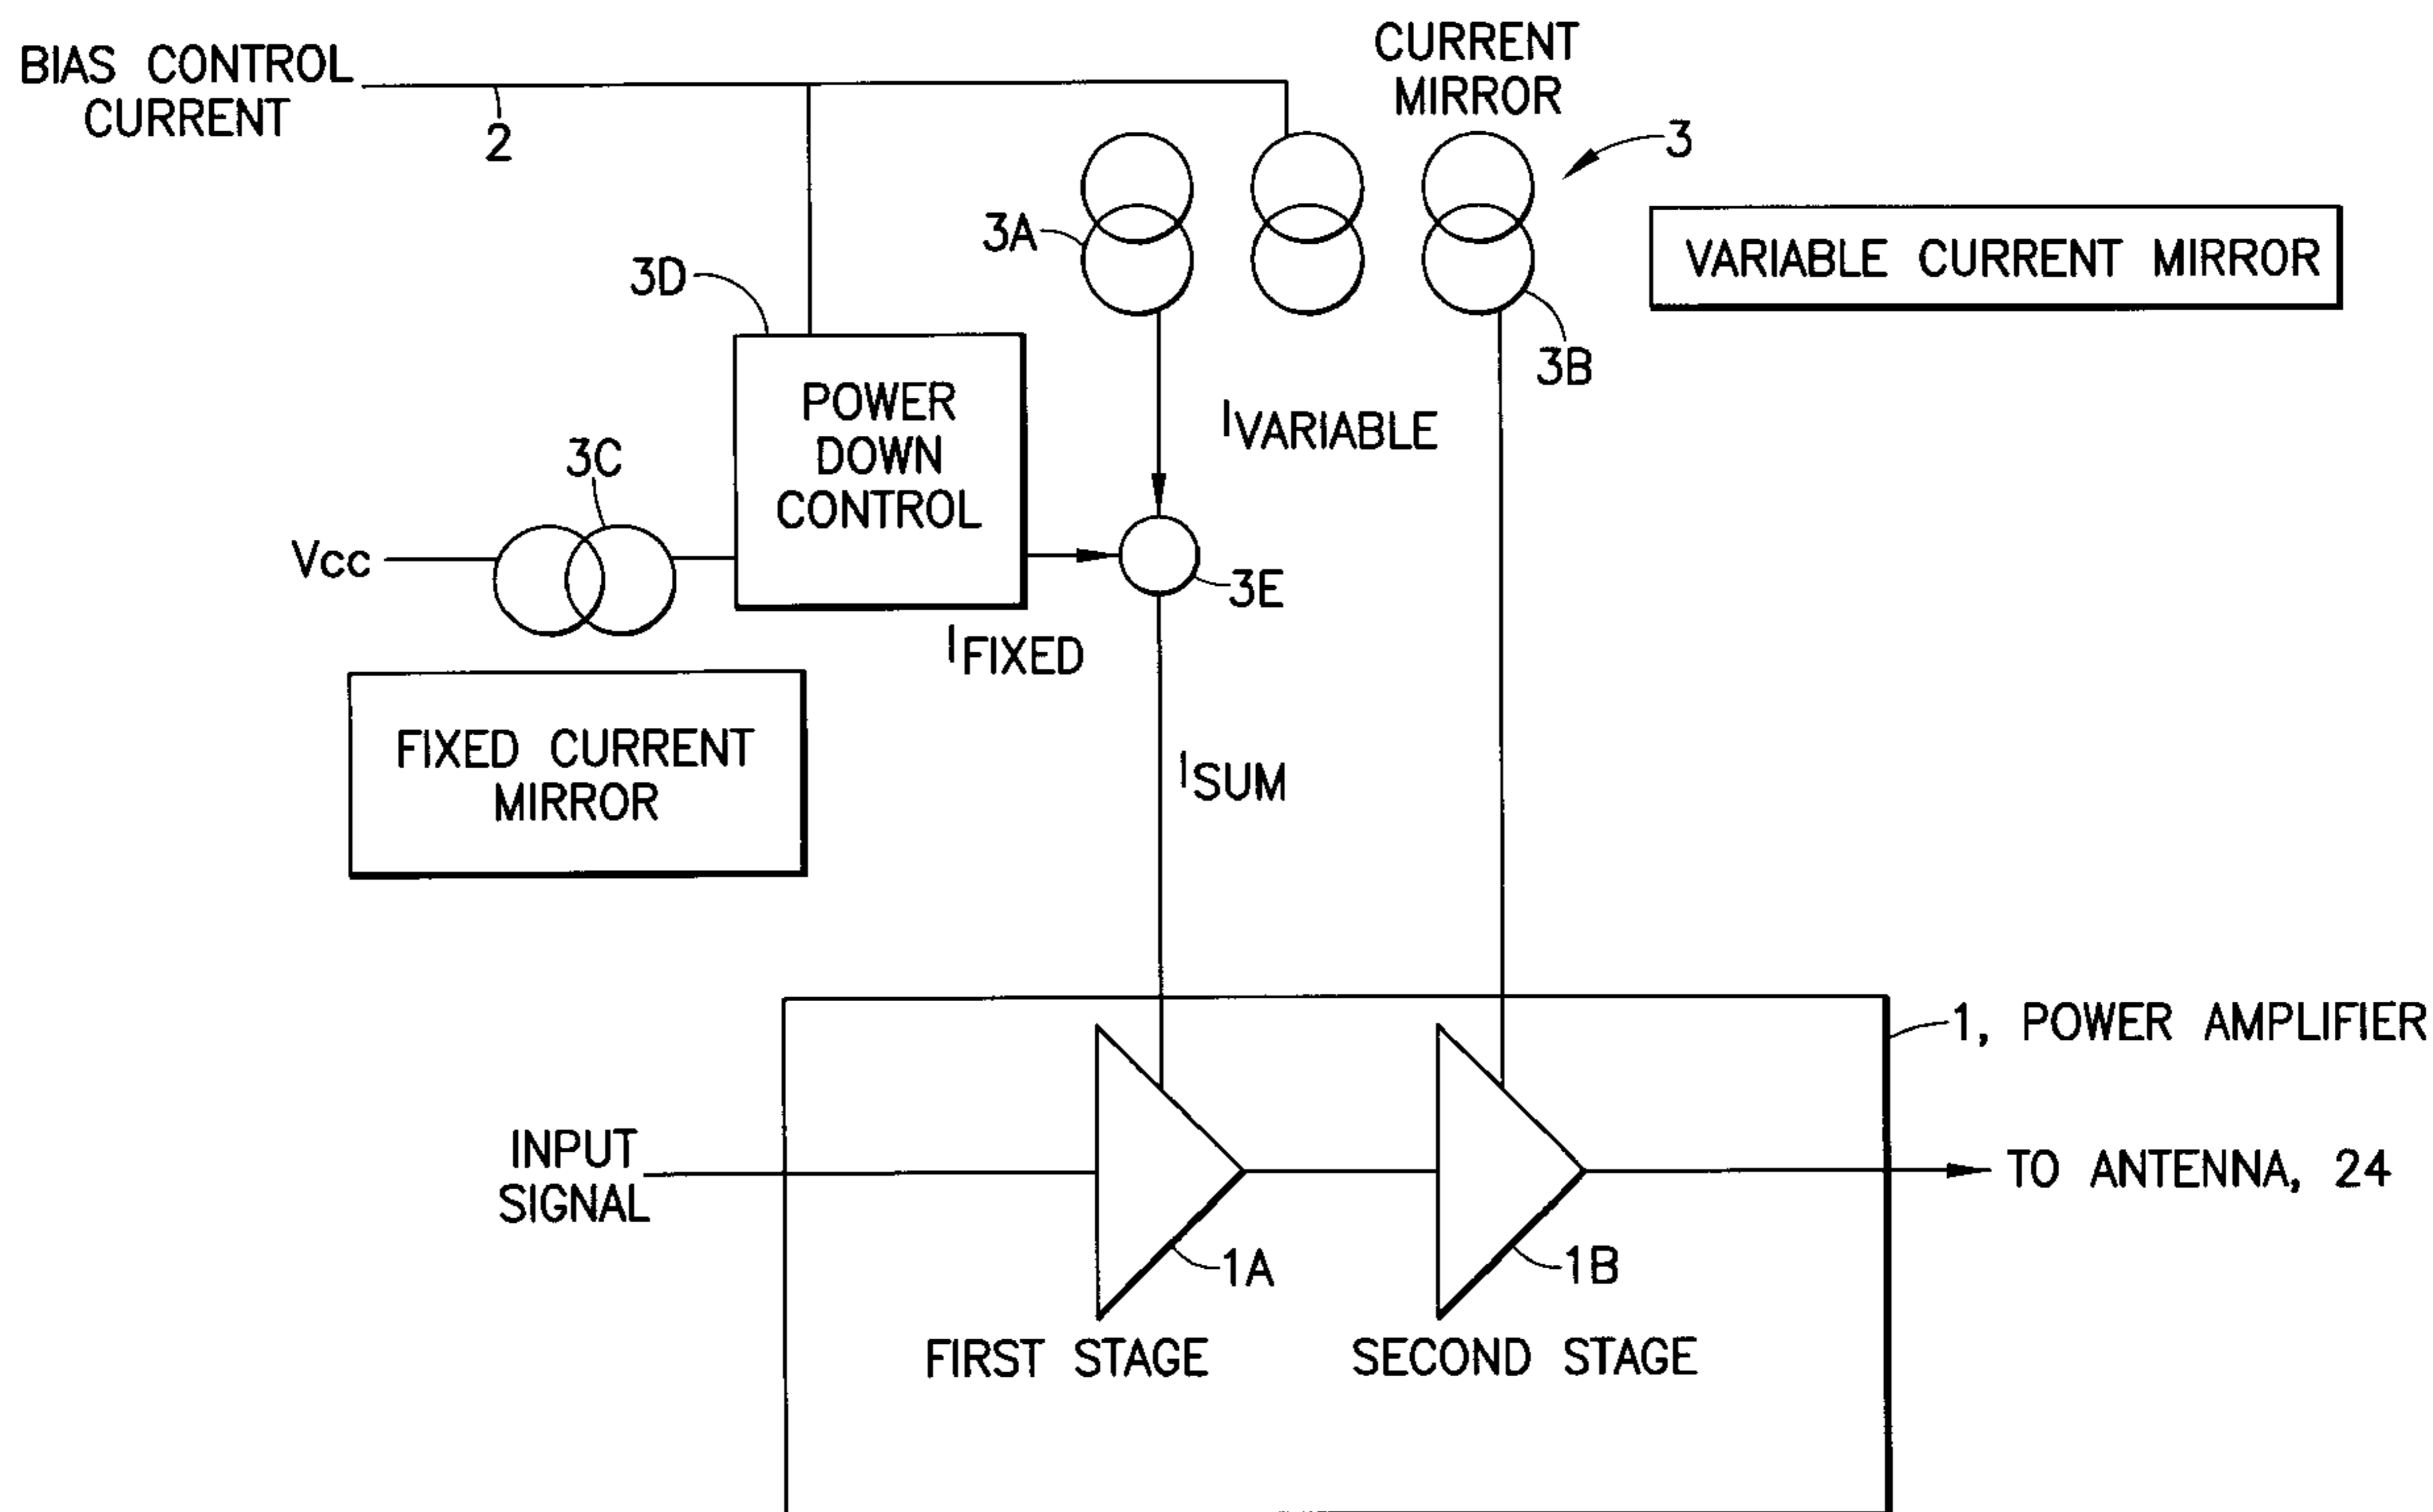 BIAS CONTROL
CURRENT
2
CURRENT
MIRROR
3
3A
VARIABLE CURRENT MIRROR
3D
3B
POWER
DOWN
CONTROL
IVARIABLE
3C
Vcc
3E
IFIXED
FIXED CURRENT
MIRROR
ISUM
1, POWER AMPLIFIER
INPUT
SIGNAL
TO ANTENNA, 24
1A
1B
FIRST STAGE
SECOND STAGE